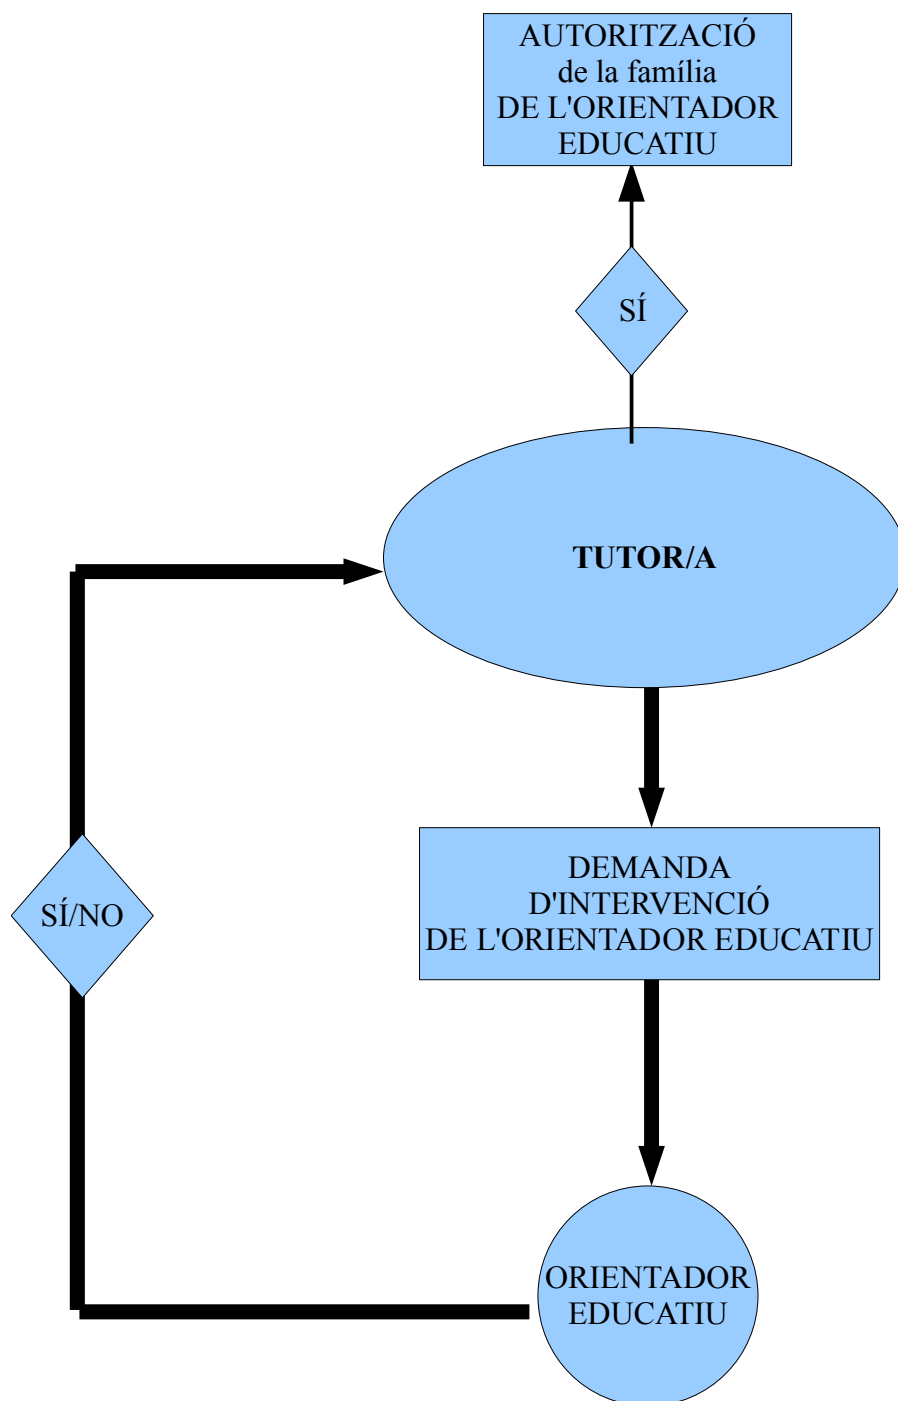 AUTORITZACIÓ
de la família
DE L'ORIENTADOR
EDUCATIU
SÍ
TUTOR/A
DEMANDA
D'INTERVENCIÓ
DE L'ORIENTADOR EDUCATIU
SÍ/NO
ORIENTADOR
EDUCATIU